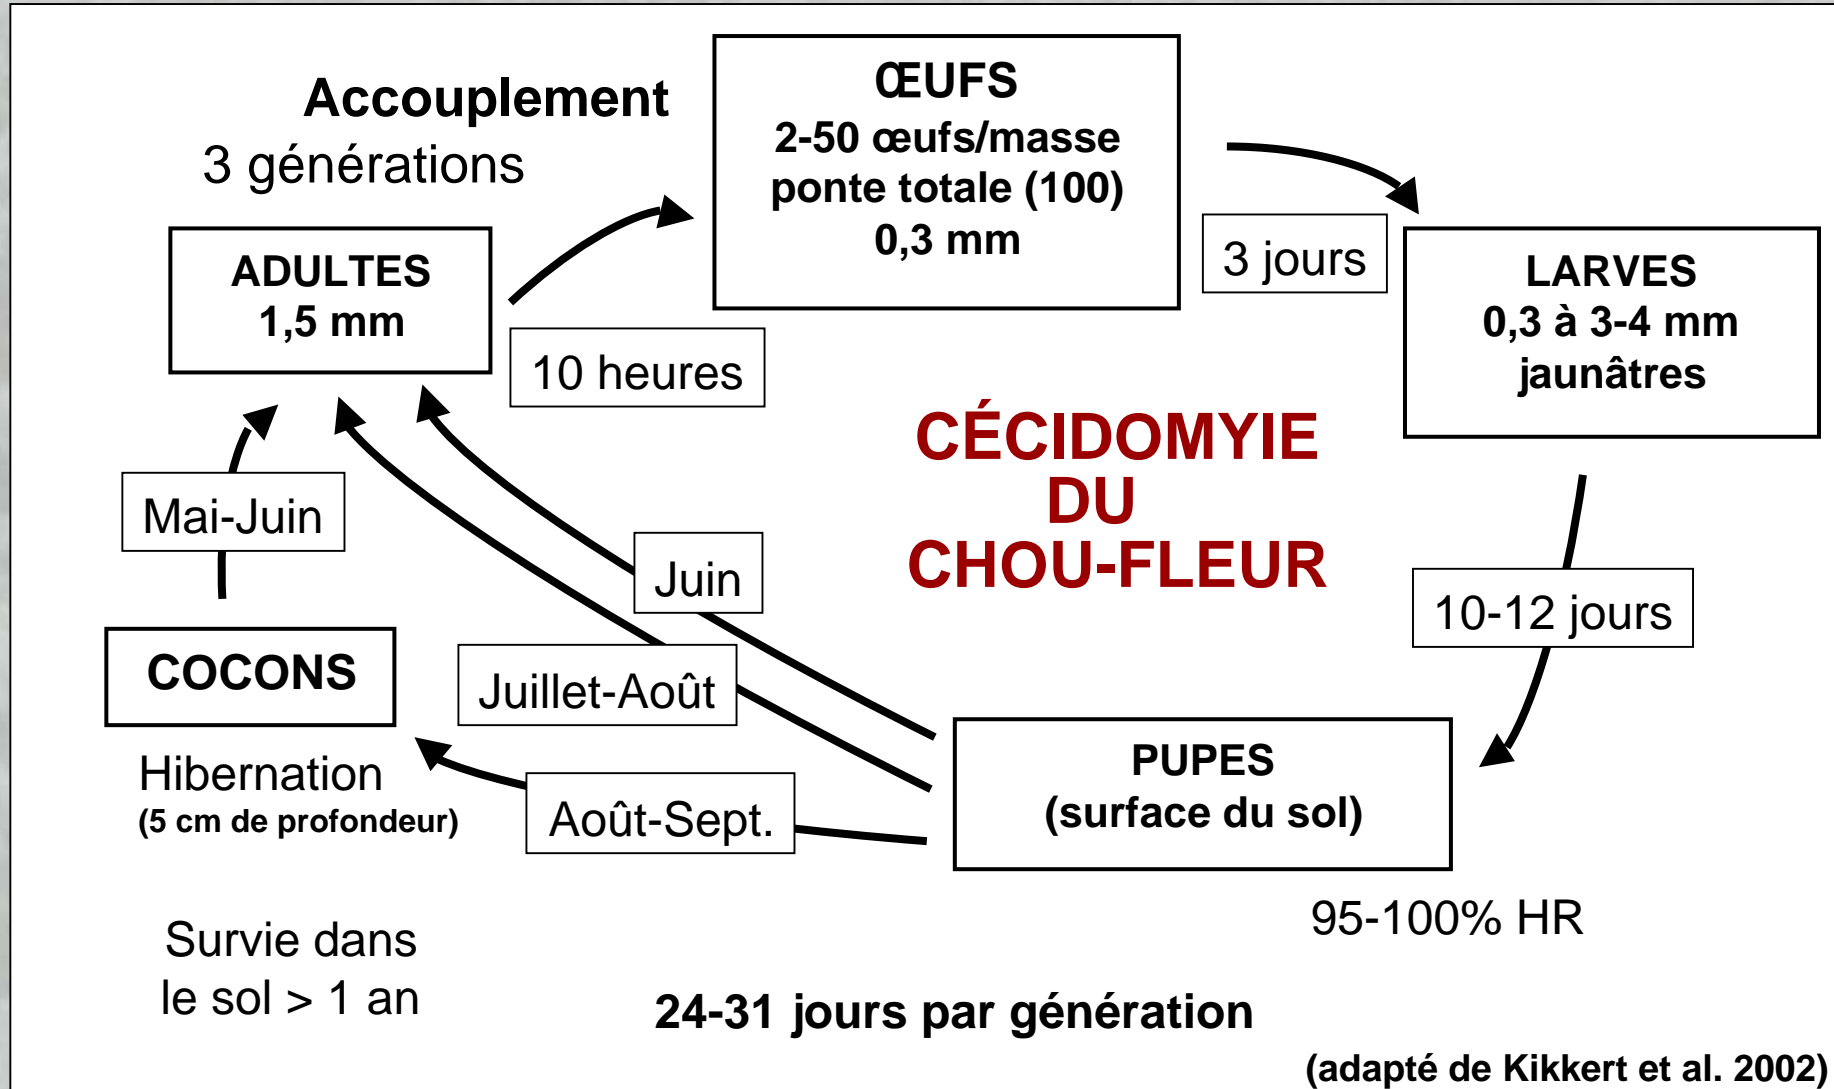 Accouplement
3 générations
ŒUFS
2-50 œufs/masse
ponte totale (100)
0,3 mm
ADULTES
1,5 mm
10 heures
3 jours
LARVES
0,3 à 3-4 mm
jaunâtres
CÉCIDOMYIE
DU
CHOU-FLEUR
Mai-Juin
Juin
10-12 jours
COCONS
Juillet-Août
Hibernation
(5 cm de profondeur)
Août-Sept.
PUPES
(surface du sol)
95-100% HR
Survie dans
le sol > 1 an
24-31 jours par génération
(adapté de Kikkert et al. 2002)